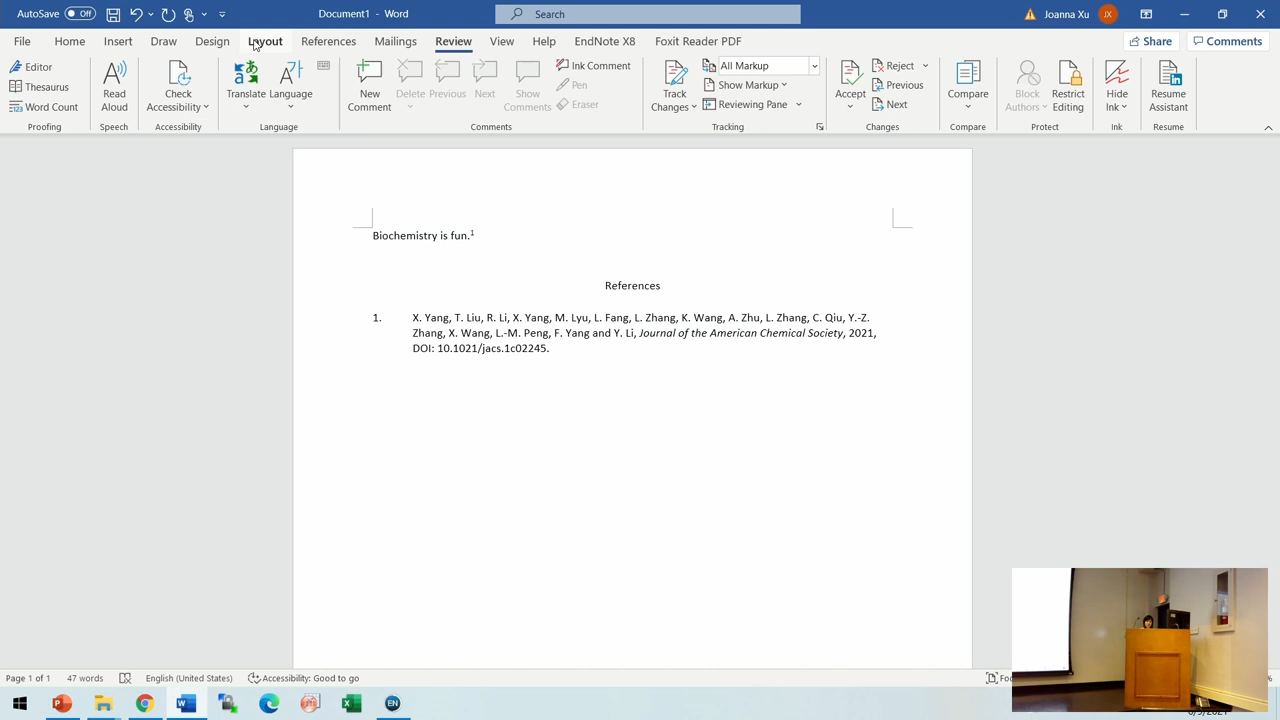 AutoSave Off
Document1 - Word
Search
Joanna Xu JX
File Home Insert Draw Design Layout References Mailings Review View Help EndNote X8 Foxit Reader PDF Share Comments
Editor
Thesaurus
Word Count
Proofing
Read Aloud
Speech
Check Accessibility
Accessibility
Translate Language
Language
New Comment
Delete Previous Next
Show Comments
Ink Comment
Pen
Eraser
Comments
Track Changes
All Markup
Show Markup
Reviewing Pane
Tracking
Accept
Reject
Previous
Next
Changes
Compare
Compare
Block Authors
Restrict Editing
Protect
Hide Ink
Ink
Resume Assistant
Resume
Biochemistry is fun.1
References
1. X. Yang, T. Liu, R. Li, X. Yang, M. Lyu, L. Fang, L. Zhang, K. Wang, A. Zhu, L. Zhang, C. Qiu, Y.-Z.
Zhang, X. Wang, L.-M. Peng, F. Yang and Y. Li, Journal of the American Chemical Society, 2021,
DOI: 10.1021/jacs.1c02245.
Page 1 of 1 47 words English (United States) Accessibility: Good to go
EN